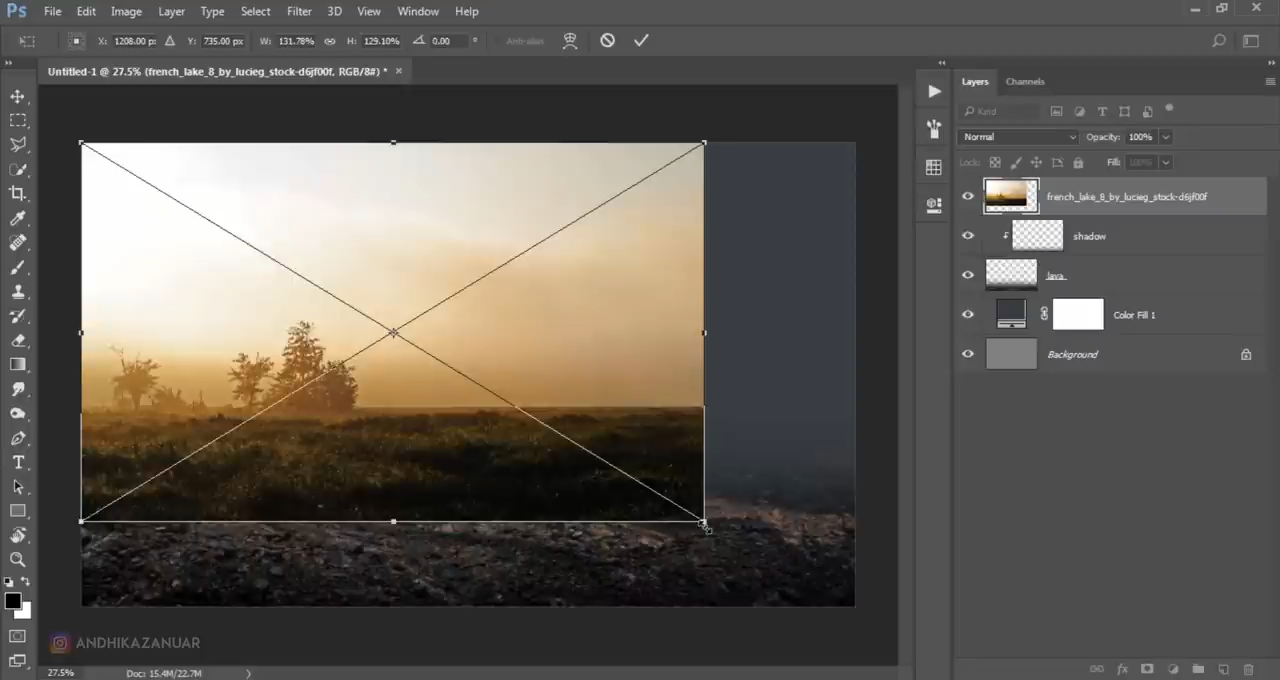 Ps File Edit Image Layer Type Select Filter 3D View Window Help
X: 1208.00 p: Y: 735.00 px W: 131.78% H: 129.10% 0.00 Anti-alias
Untitled-1 @ 27.5% (french_lake_8_by_lucieg_stock-d6jf00f, RGB/8#) * ×
Layers Channels
Kind
Normal Opacity: 100%
Lock: Fill: 100%
french_lake_8_by_lucieg_stock-d6jf00f
shadow
lava
Color Fill 1
Background
ANDHIKAZANUAR
27.5% Doc: 15.4M/22.7M